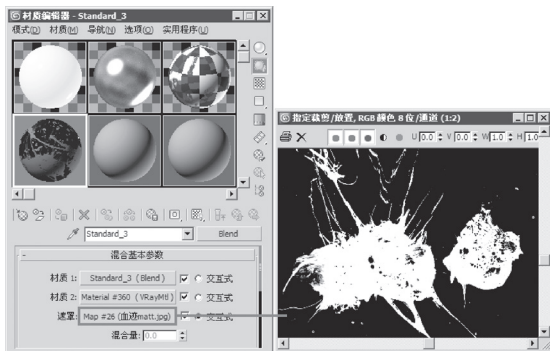 材质编辑器 - Standard_3
模式(D) 材质(M) 导航(N) 选项(O) 实用程序(U)
Standard_3 Blend
- 混合基本参数
材质 1: Standard_3 (Blend) 交互式
材质 2: Material #360 (VRayMtl) 交互式
遮罩: Map #26 (血迹matt.jpg) 交互式
混合量: 0.0
指定裁剪/放置, RGB 颜色 8 位/通道 (1:2)
U 0.0 V 0.0 W 1.0 H 1.0